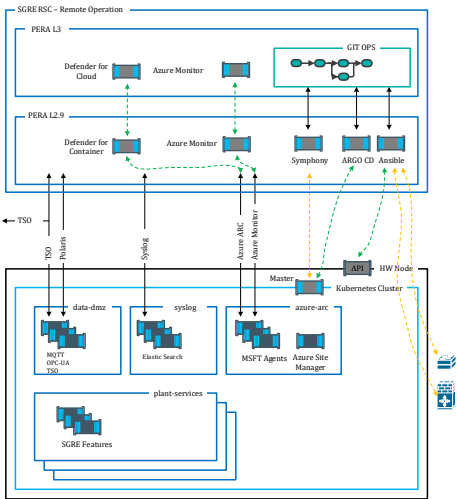 SGRE RSC – Remote Operation
PERA L3
GIT OPS
Defender for
Cloud
Azure Monitor
PERA L2.9
Defender for
Container
Azure Monitor
Symphony
ARGO CD
Ansible
TSO
TSO
Polaris
Syslog
Azure ARC
Azure Monitor
API
HW Node
Master
Kubernetes Cluster
data-dmz
syslog
azure-arc
MQTT
OPC-UA
TSO
Elastic Search
MSFT Agents
Azure Site
Manager
plant-services
SGRE Features